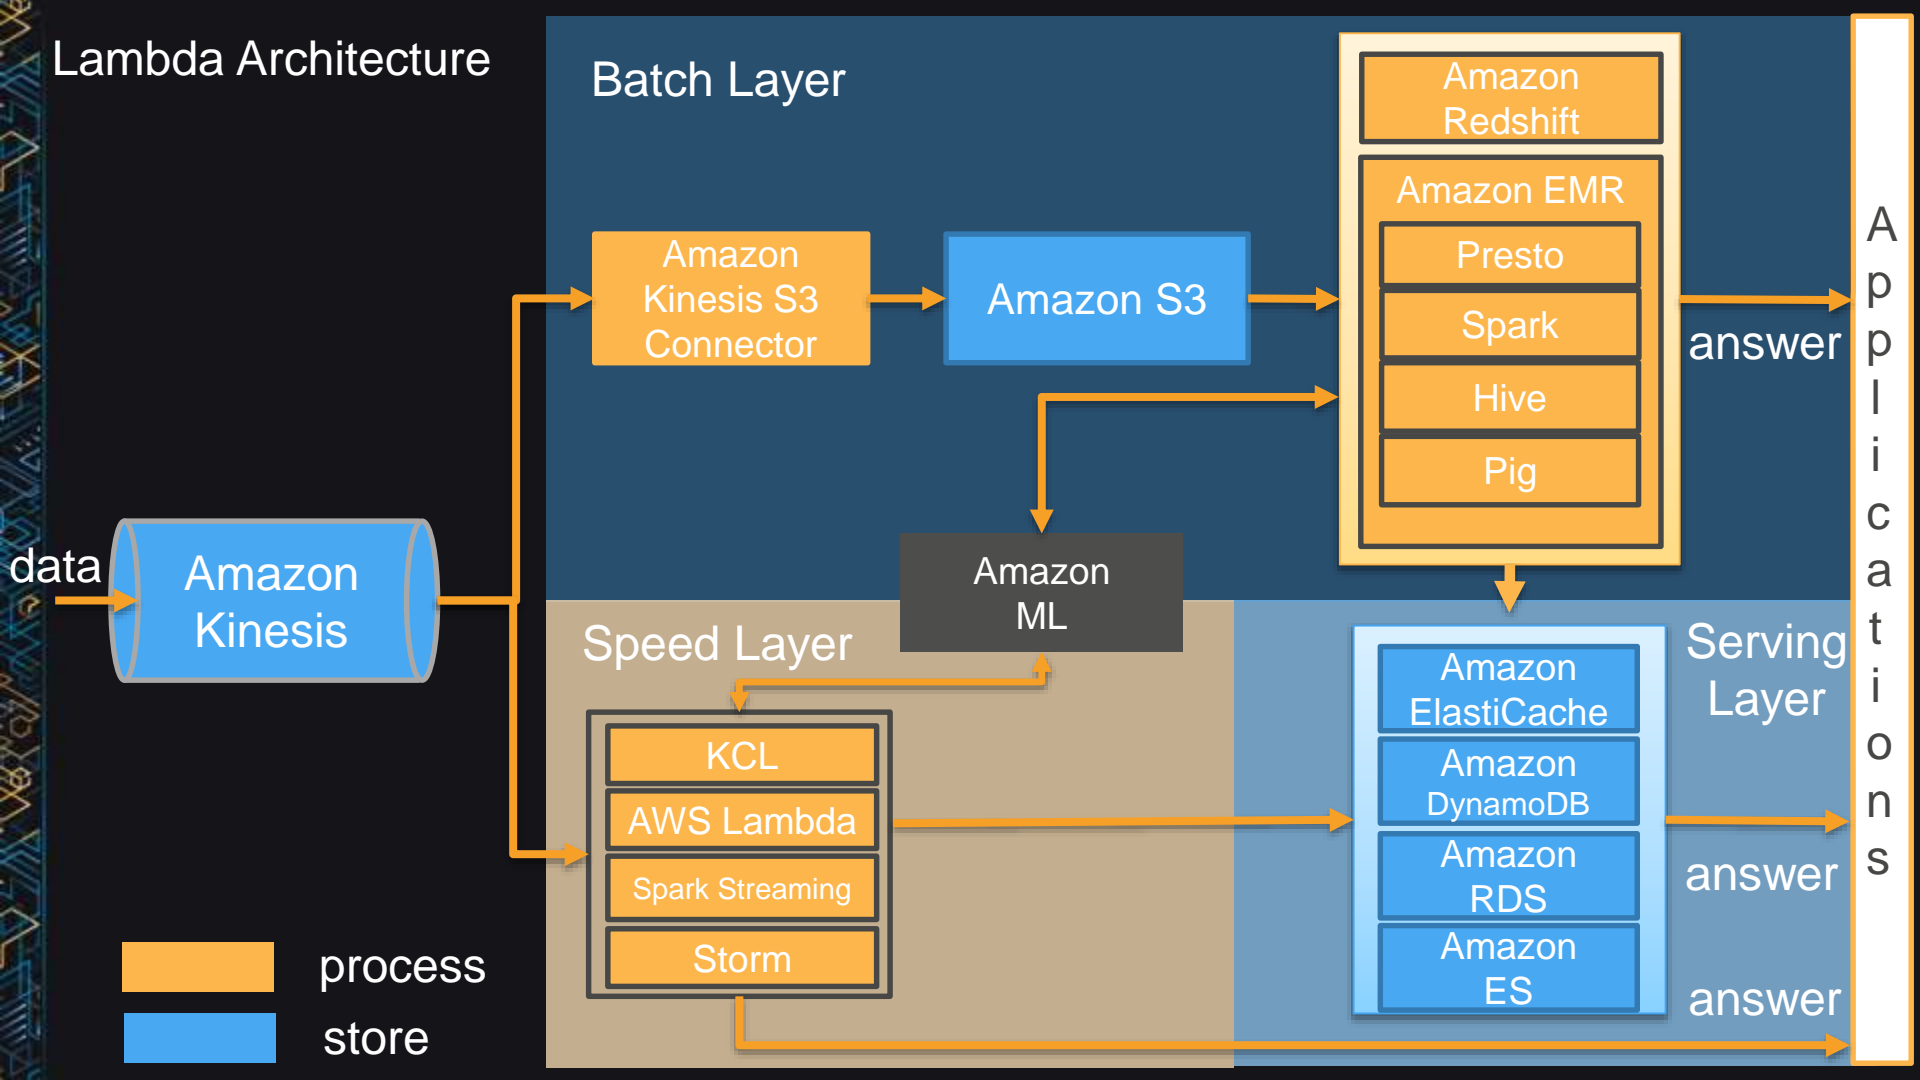 Lambda Architecture
Batch Layer
Amazon
Redshift
Amazon EMR
Presto
Spark
Hive
Pig
Amazon
Kinesis S3
Connector
Amazon S3
answer
data
Amazon
Kinesis
Amazon
ML
Speed Layer
KCL
AWS Lambda
Spark Streaming
Storm
Serving
Layer
Amazon
ElastiCache
Amazon
DynamoDB
Amazon
RDS
Amazon
ES
answer
answer
Applications
process
store